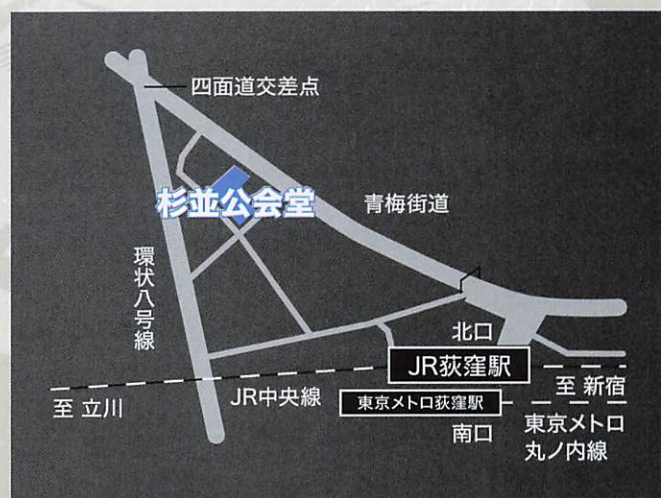 四面道交差点
杉並公会堂
青梅街道
環状八号線
北口
JR荻窪駅
至 新宿
JR中央線
至 立川
東京メトロ荻窪駅
南口
東京メトロ
丸ノ内線